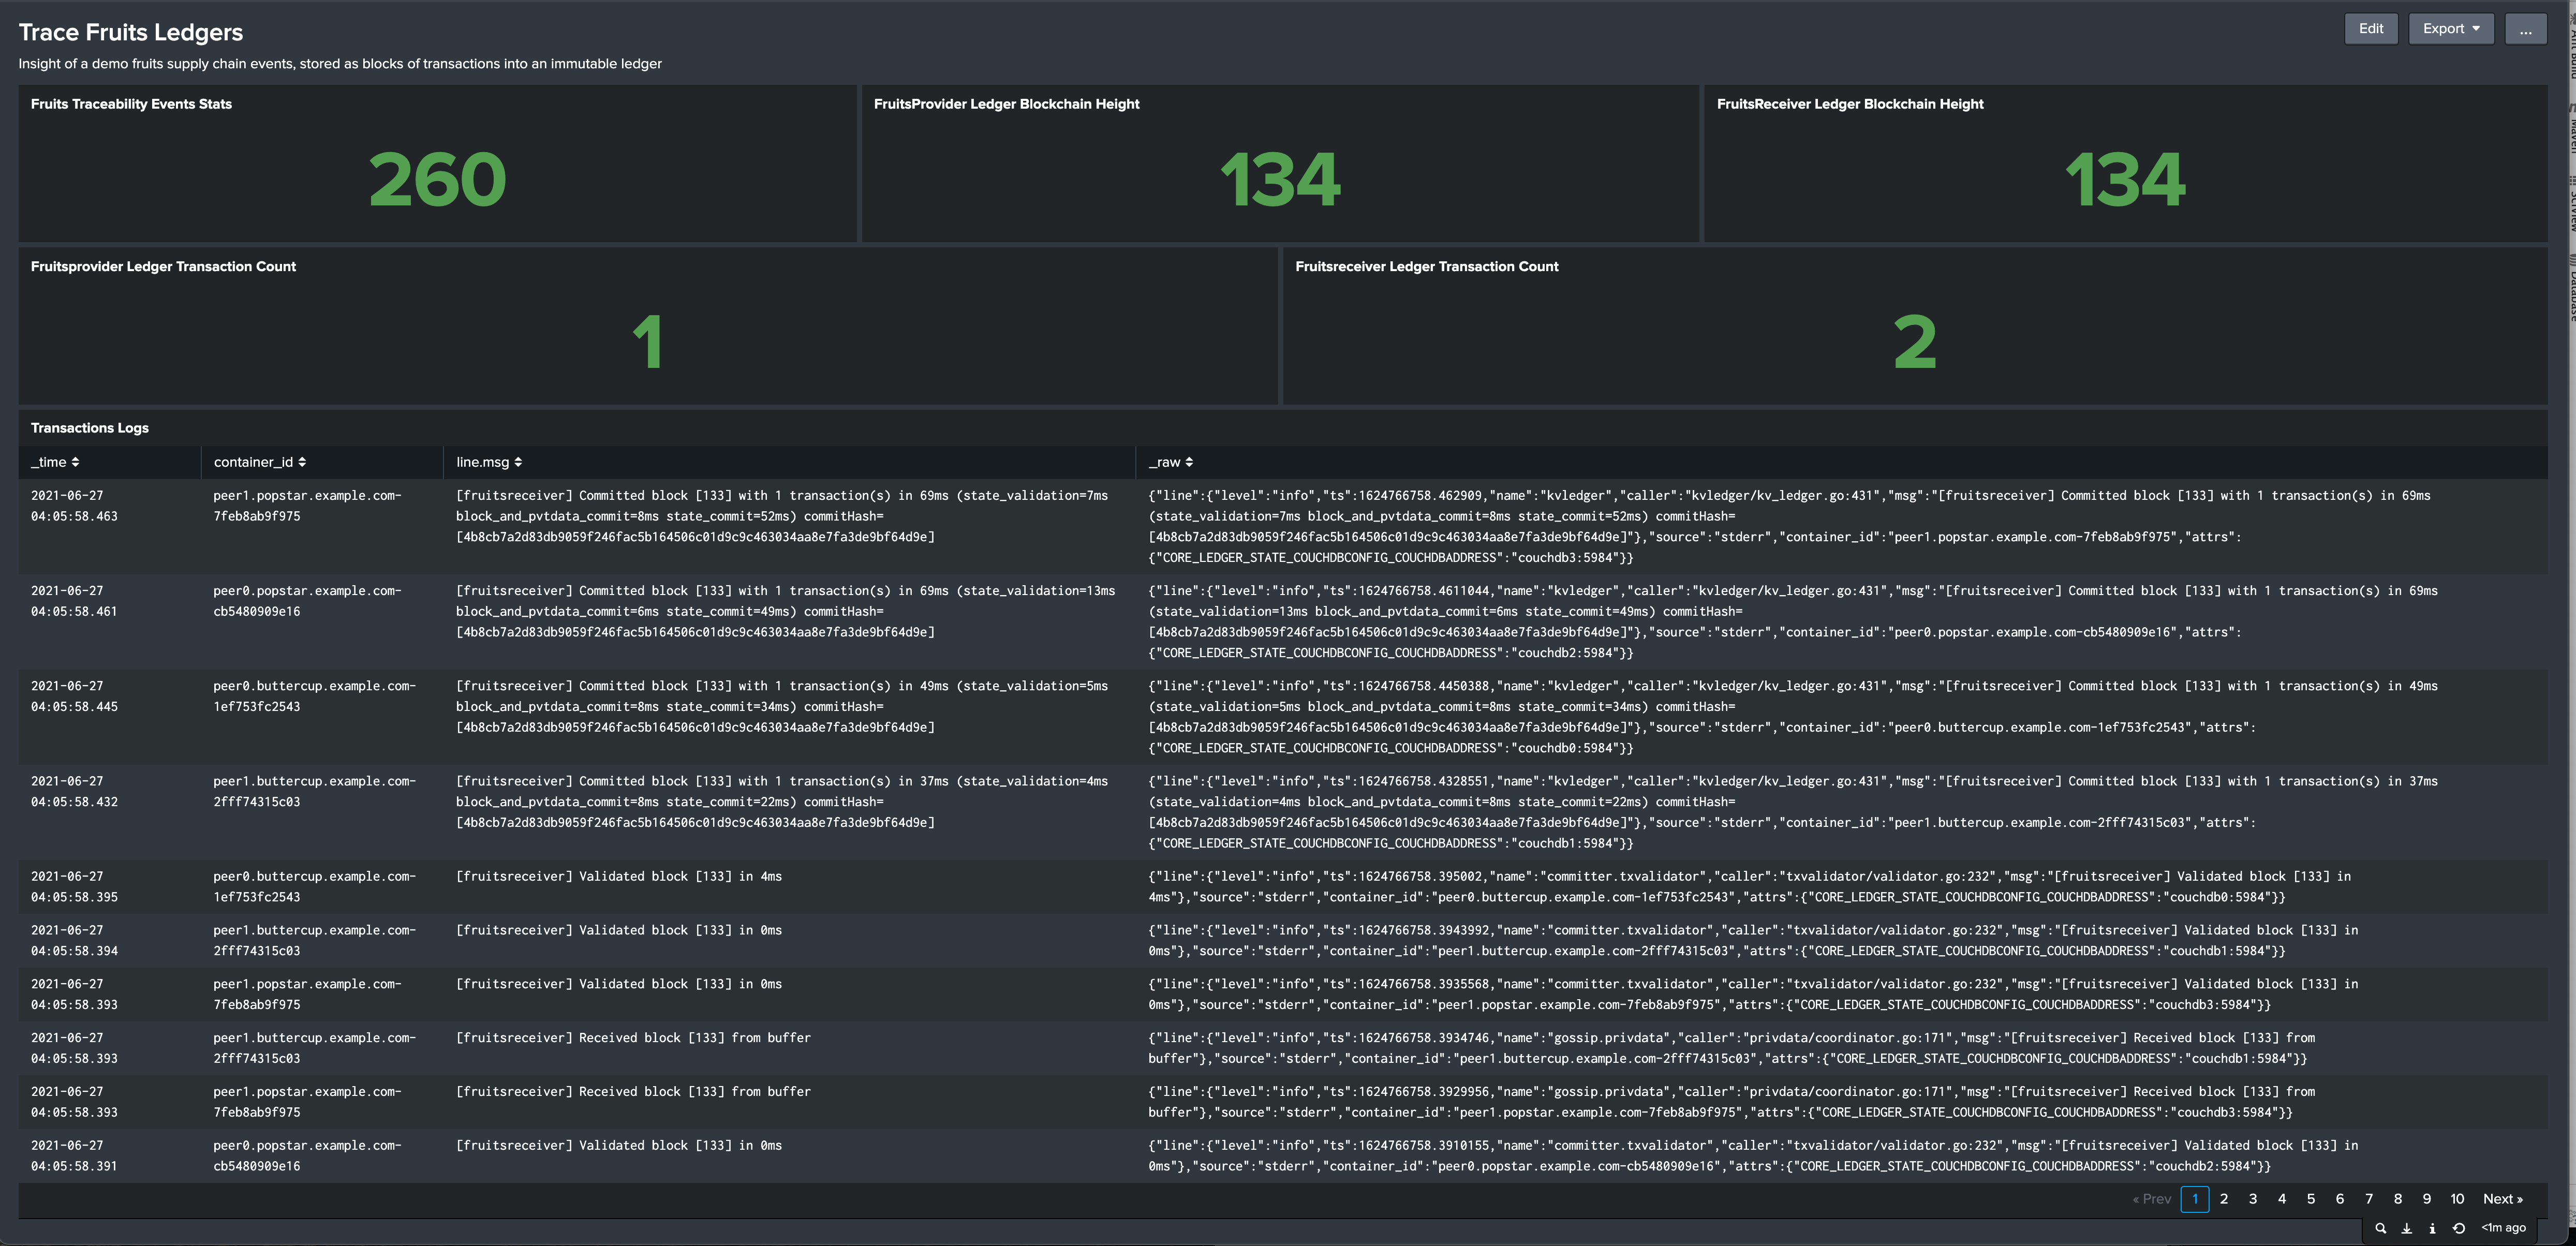 Trace Fruits Ledgers
Edit
Export
...
Insight of a demo fruits supply chain events, stored as blocks of transactions into an immutable ledger
Fruits Traceability Events Stats
FruitsProvider Ledger Blockchain Height
FruitsReceiver Ledger Blockchain Height
260
134
134
Fruitsprovider Ledger Transaction Count
Fruitsreceiver Ledger Transaction Count
1
2
Transactions Logs
_time
container_id
line.msg
_raw
2021-06-27
04:05:58.463
peer1.popstar.example.com-
7feb8ab9f975
[fruitsreceiver] Committed block [133] with 1 transaction(s) in 69ms (state_validation=7ms
block_and_pvtdata_commit=8ms state_commit=52ms) commitHash=
[4b8cb7a2d83db9059f246fac5b164506c01d9c9c463034aa8e7fa3de9bf64d9e]
{"line":{"level":"info","ts":1624766758.462909,"name":"kvledger","caller":"kvledger/kv_ledger.go:431","msg":"[fruitsreceiver] Committed block [133] with 1 transaction(s) in 69ms
(state_validation=7ms block_and_pvtdata_commit=8ms state_commit=52ms) commitHash=
[4b8cb7a2d83db9059f246fac5b164506c01d9c9c463034aa8e7fa3de9bf64d9e]"},"source":"stderr","container_id":"peer1.popstar.example.com-7feb8ab9f975","attrs":
{"CORE_LEDGER_STATE_COUCHDBCONFIG_COUCHDBADDRESS":"couchdb3:5984"}}
2021-06-27
04:05:58.461
peer0.popstar.example.com-
cb5480909e16
[fruitsreceiver] Committed block [133] with 1 transaction(s) in 69ms (state_validation=13ms
block_and_pvtdata_commit=6ms state_commit=49ms) commitHash=
[4b8cb7a2d83db9059f246fac5b164506c01d9c9c463034aa8e7fa3de9bf64d9e]
{"line":{"level":"info","ts":1624766758.4611044,"name":"kvledger","caller":"kvledger/kv_ledger.go:431","msg":"[fruitsreceiver] Committed block [133] with 1 transaction(s) in 69ms
(state_validation=13ms block_and_pvtdata_commit=6ms state_commit=49ms) commitHash=
[4b8cb7a2d83db9059f246fac5b164506c01d9c9c463034aa8e7fa3de9bf64d9e]"},"source":"stderr","container_id":"peer0.popstar.example.com-cb5480909e16","attrs":
{"CORE_LEDGER_STATE_COUCHDBCONFIG_COUCHDBADDRESS":"couchdb2:5984"}}
2021-06-27
04:05:58.445
peer0.buttercup.example.com-
1ef753fc2543
[fruitsreceiver] Committed block [133] with 1 transaction(s) in 49ms (state_validation=5ms
block_and_pvtdata_commit=8ms state_commit=34ms) commitHash=
[4b8cb7a2d83db9059f246fac5b164506c01d9c9c463034aa8e7fa3de9bf64d9e]
{"line":{"level":"info","ts":1624766758.4450388,"name":"kvledger","caller":"kvledger/kv_ledger.go:431","msg":"[fruitsreceiver] Committed block [133] with 1 transaction(s) in 49ms
(state_validation=5ms block_and_pvtdata_commit=8ms state_commit=34ms) commitHash=
[4b8cb7a2d83db9059f246fac5b164506c01d9c9c463034aa8e7fa3de9bf64d9e]"},"source":"stderr","container_id":"peer0.buttercup.example.com-1ef753fc2543","attrs":
{"CORE_LEDGER_STATE_COUCHDBCONFIG_COUCHDBADDRESS":"couchdb0:5984"}}
2021-06-27
04:05:58.432
peer1.buttercup.example.com-
2fff74315c03
[fruitsreceiver] Committed block [133] with 1 transaction(s) in 37ms (state_validation=4ms
block_and_pvtdata_commit=8ms state_commit=22ms) commitHash=
[4b8cb7a2d83db9059f246fac5b164506c01d9c9c463034aa8e7fa3de9bf64d9e]
{"line":{"level":"info","ts":1624766758.4328551,"name":"kvledger","caller":"kvledger/kv_ledger.go:431","msg":"[fruitsreceiver] Committed block [133] with 1 transaction(s) in 37ms
(state_validation=4ms block_and_pvtdata_commit=8ms state_commit=22ms) commitHash=
[4b8cb7a2d83db9059f246fac5b164506c01d9c9c463034aa8e7fa3de9bf64d9e]"},"source":"stderr","container_id":"peer1.buttercup.example.com-2fff74315c03","attrs":
{"CORE_LEDGER_STATE_COUCHDBCONFIG_COUCHDBADDRESS":"couchdb1:5984"}}
2021-06-27
04:05:58.395
peer0.buttercup.example.com-
1ef753fc2543
[fruitsreceiver] Validated block [133] in 4ms
{"line":{"level":"info","ts":1624766758.395002,"name":"committer.txvalidator","caller":"txvalidator/validator.go:232","msg":"[fruitsreceiver] Validated block [133] in
4ms"},"source":"stderr","container_id":"peer0.buttercup.example.com-1ef753fc2543","attrs":{"CORE_LEDGER_STATE_COUCHDBCONFIG_COUCHDBADDRESS":"couchdb0:5984"}}
2021-06-27
04:05:58.394
peer1.buttercup.example.com-
2fff74315c03
[fruitsreceiver] Validated block [133] in 0ms
{"line":{"level":"info","ts":1624766758.3943992,"name":"committer.txvalidator","caller":"txvalidator/validator.go:232","msg":"[fruitsreceiver] Validated block [133] in
0ms"},"source":"stderr","container_id":"peer1.buttercup.example.com-2fff74315c03","attrs":{"CORE_LEDGER_STATE_COUCHDBCONFIG_COUCHDBADDRESS":"couchdb1:5984"}}
2021-06-27
04:05:58.393
peer1.popstar.example.com-
7feb8ab9f975
[fruitsreceiver] Validated block [133] in 0ms
{"line":{"level":"info","ts":1624766758.3935568,"name":"committer.txvalidator","caller":"txvalidator/validator.go:232","msg":"[fruitsreceiver] Validated block [133] in
0ms"},"source":"stderr","container_id":"peer1.popstar.example.com-7feb8ab9f975","attrs":{"CORE_LEDGER_STATE_COUCHDBCONFIG_COUCHDBADDRESS":"couchdb3:5984"}}
2021-06-27
04:05:58.393
peer1.buttercup.example.com-
2fff74315c03
[fruitsreceiver] Received block [133] from buffer
{"line":{"level":"info","ts":1624766758.3934746,"name":"gossip.privdata","caller":"privdata/coordinator.go:171","msg":"[fruitsreceiver] Received block [133] from
buffer"},"source":"stderr","container_id":"peer1.buttercup.example.com-2fff74315c03","attrs":{"CORE_LEDGER_STATE_COUCHDBCONFIG_COUCHDBADDRESS":"couchdb1:5984"}}
2021-06-27
04:05:58.393
peer1.popstar.example.com-
7feb8ab9f975
[fruitsreceiver] Received block [133] from buffer
{"line":{"level":"info","ts":1624766758.3929956,"name":"gossip.privdata","caller":"privdata/coordinator.go:171","msg":"[fruitsreceiver] Received block [133] from
buffer"},"source":"stderr","container_id":"peer1.popstar.example.com-7feb8ab9f975","attrs":{"CORE_LEDGER_STATE_COUCHDBCONFIG_COUCHDBADDRESS":"couchdb3:5984"}}
2021-06-27
04:05:58.391
peer0.popstar.example.com-
cb5480909e16
[fruitsreceiver] Validated block [133] in 0ms
{"line":{"level":"info","ts":1624766758.3910155,"name":"committer.txvalidator","caller":"txvalidator/validator.go:232","msg":"[fruitsreceiver] Validated block [133] in
0ms"},"source":"stderr","container_id":"peer0.popstar.example.com-cb5480909e16","attrs":{"CORE_LEDGER_STATE_COUCHDBCONFIG_COUCHDBADDRESS":"couchdb2:5984"}}
« Prev 1 2 3 4 5 6 7 8 9 10 Next »
<1m ago